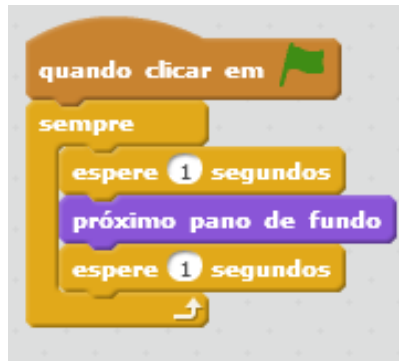 quando clicar em
sempre
espere 1 segundos
próximo pano de fundo
espere 1 segundos